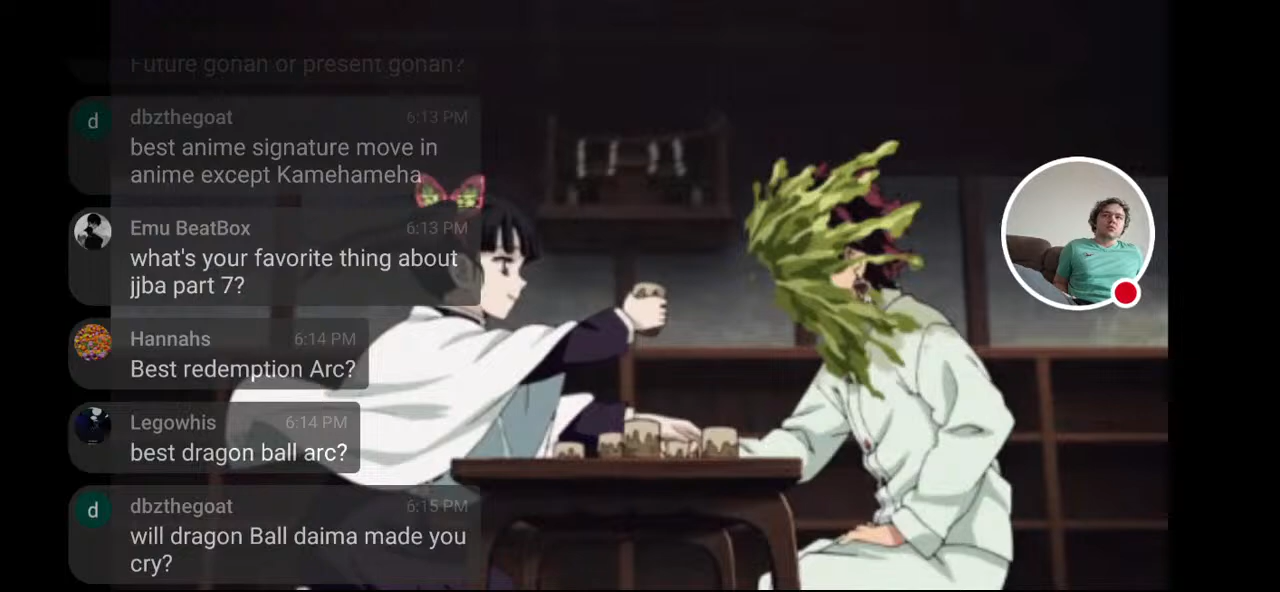 Future gohan or present gohan?
dbzthegoat 6:13 PM
d
best anime signature move in
anime except Kamehameha
Emu BeatBox 6:13 PM
what's your favorite thing about
jjba part 7?
Hannahs 6:14 PM
Best redemption Arc?
Legowhis 6:14 PM
best dragon ball arc?
dbzthegoat 6:15 PM
d
will dragon Ball daima made you
cry?